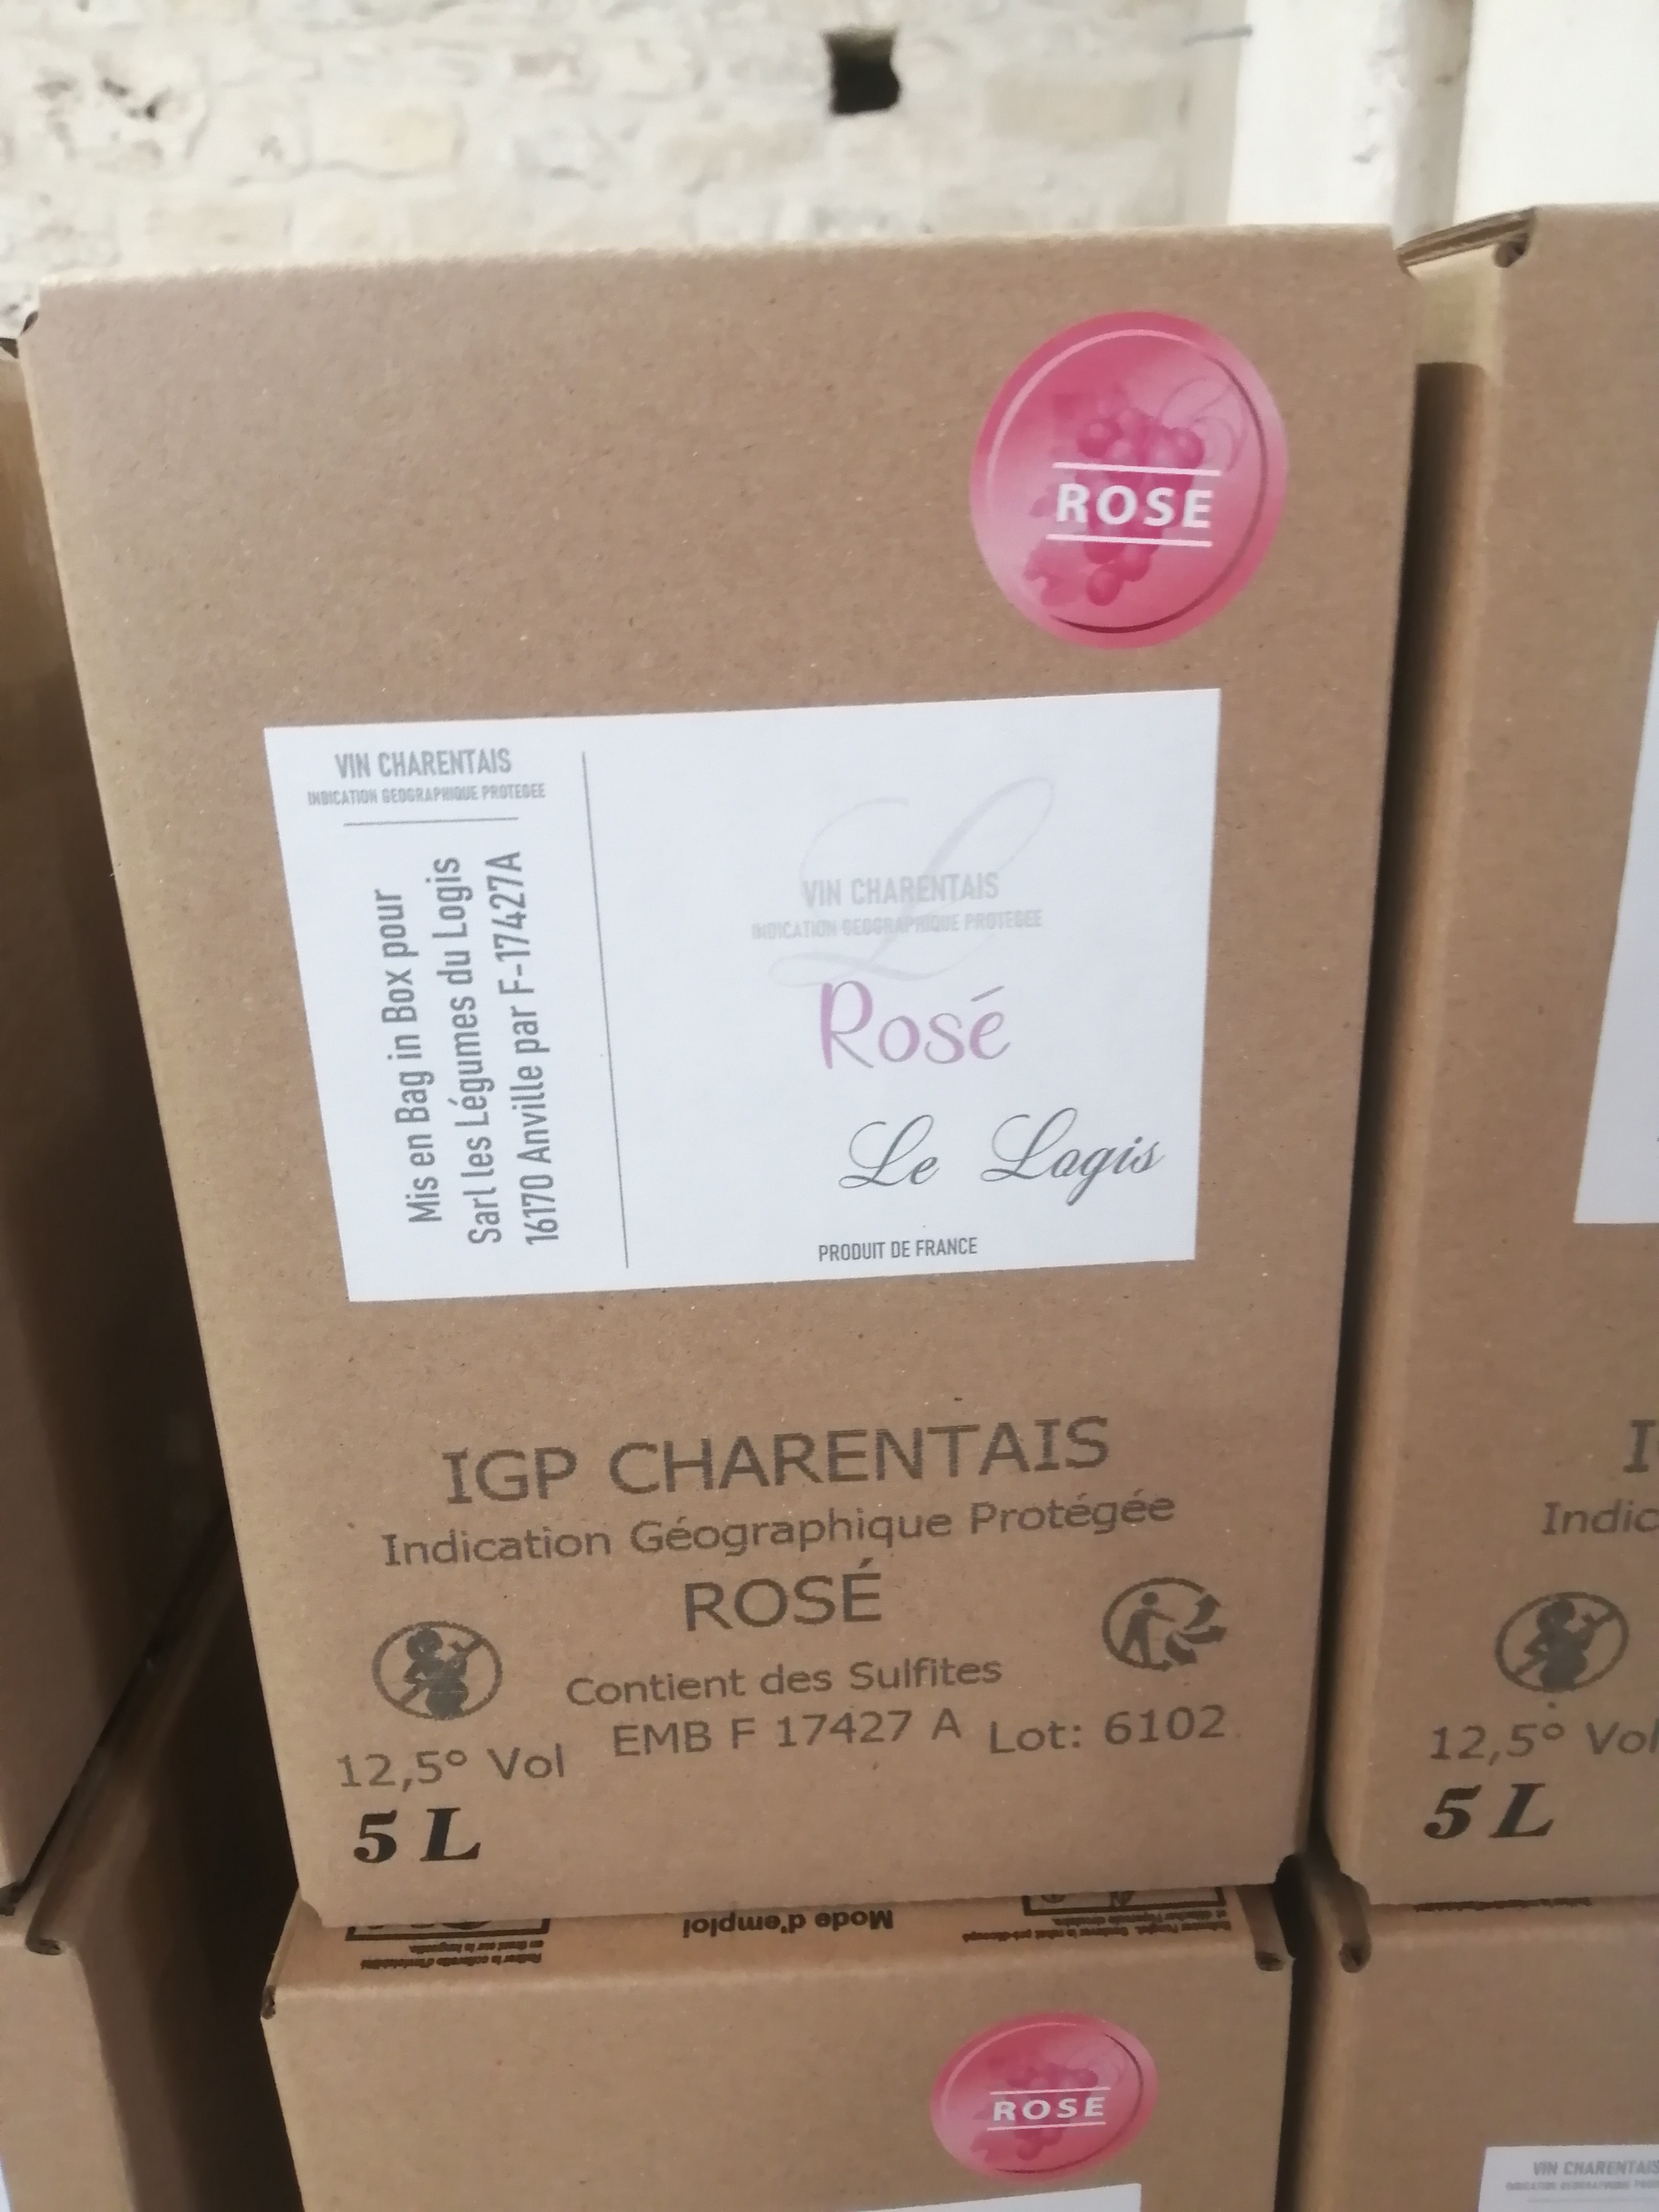 ROSE
VIN CHARENTAIS
INDICATION GEOGRAPHIQUE PROTEGEE
Mis en Bag in Box pour
Sarl les Légumes du Logis
16170 Anville par F-17427A
VIN CHARENTAIS
INDICATION GEOGRAPHIQUE PROTEGEE
Rosé
Le Logis
PRODUIT DE FRANCE
IGP CHARENTAIS
Indication Géographique Protégée
ROSÉ
Contient des Sulfites
EMB F 17427 A Lot: 6102
12,5° Vol
5 L
I
Indic
12,5° Vol
5 L
Mode d'emploi
ROSE
VIN CHARENTAIS